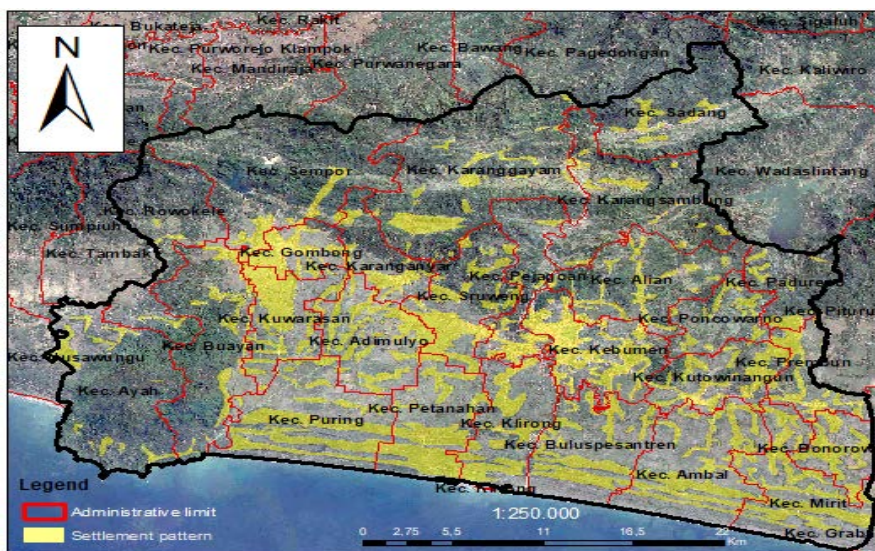 Kec. Bukateja
Kec. Rakit
Kec. Sigaluh
N
Kec. Purworejo Klampok
Kec. Bawang
Kec. Pagedongan
Kec. Mandiraja
Kec. Purwanegara
Kec. Kaliwiro
Kec. Sadang
Kec. Sempor
Kec. Karanggayam
Kec. Wadaslintang
Kec. Karangsambung
Kec. Rowokele
Kec. Sumpiuh
Kec. Tambak
Kec. Gombong
Kec. Karanganyar
Kec. Pejagoan
Kec. Alian
Kec. Padureso
Kec. Sruweng
Kec. Pituru
Kec. Kuwarasan
Kec. Poncowarno
Kec. Buayan
Kec. Adimulyo
Kec. Kebumen
Kec. Prembun
Kec. Kutowinangun
Kec. Ayah
Kec. Puring
Kec. Petanahan
Kec. Klirong
Kec. Buluspesantren
Kec. Bonorow
Kec. Ambal
Legend
Kec. Mirit
Administrative limit
1:250.000
Kec. Grab
Settlement pattern
0 2,75 5,5 11 16,5 22
Km